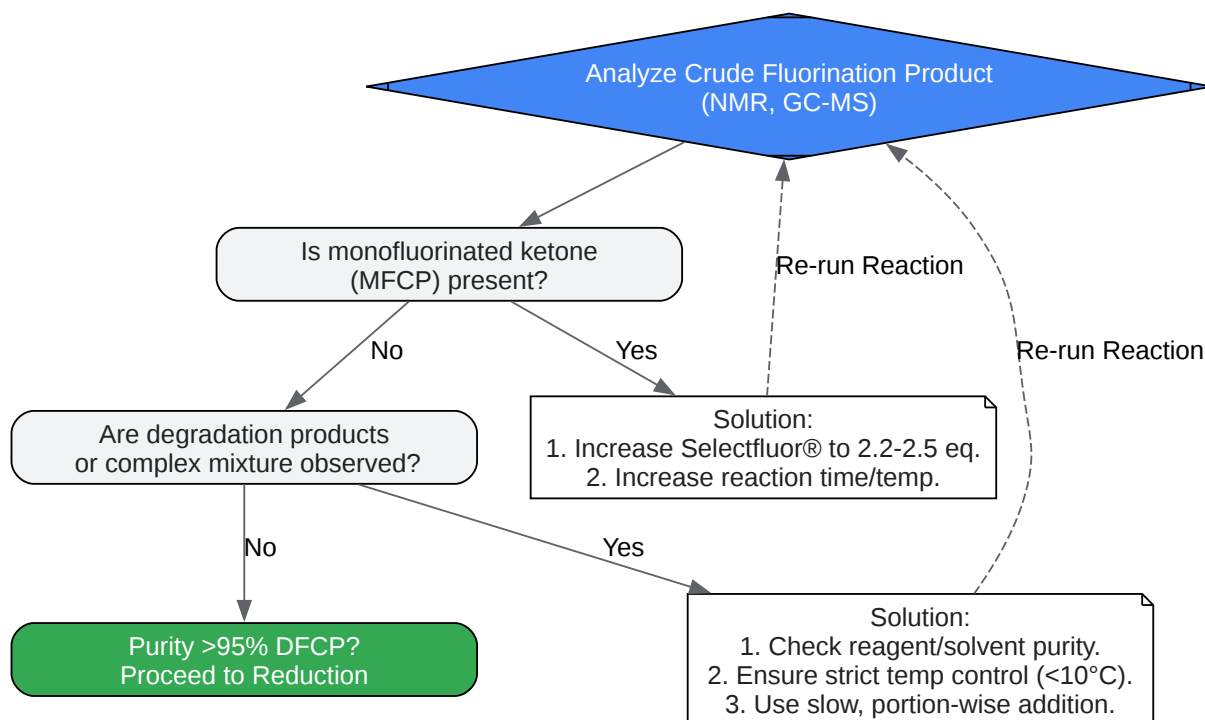 Analyze Crude Fluorination Product
(NMR, GC-MS)
Is monofluorinated ketone
(MFCP) present?
Re-run Reaction
No
Yes
Re-run Reaction
Are degradation products
or complex mixture observed?
Solution:
1. Increase Selectfluor® to 2.2-2.5 eq.
2. Increase reaction time/temp.
No
Yes
Purity >95% DFCP?
Proceed to Reduction
Solution:
1. Check reagent/solvent purity.
2. Ensure strict temp control (<10°C).
3. Use slow, portion-wise addition.